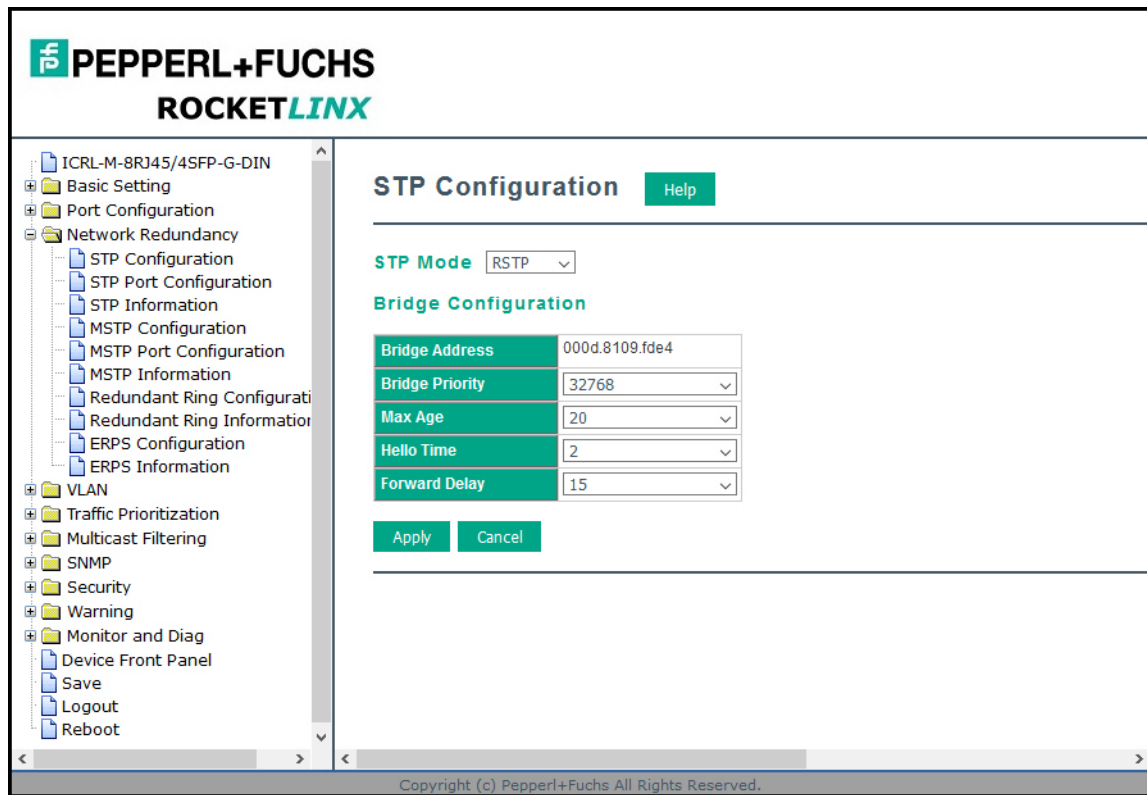 PEPPERL+FUCHS
ROCKETLINX
ICRL-M-8RJ45/4SFP-G-DIN
Basic Setting
Port Configuration
Network Redundancy
STP Configuration
STP Port Configuration
STP Information
MSTP Configuration
MSTP Port Configuration
MSTP Information
Redundant Ring Configurati
Redundant Ring Information
ERPS Configuration
ERPS Information
VLAN
Traffic Prioritization
Multicast Filtering
SNMP
Security
Warning
Monitor and Diag
Device Front Panel
Save
Logout
Reboot
STP Configuration Help
STP Mode RSTP
Bridge Configuration
Bridge Address 000d.8109.fde4
Bridge Priority 32768
Max Age 20
Hello Time 2
Forward Delay 15
Apply Cancel
Copyright (c) Pepperl+Fuchs All Rights Reserved.